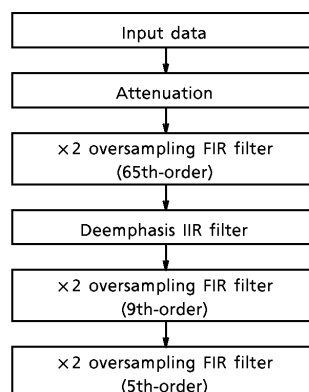 Input data
Attenuation
×2 oversampling FIR filter
(65th-order)
Deemphasis IIR filter
×2 oversampling FIR filter
(9th-order)
×2 oversampling FIR filter
(5th-order)